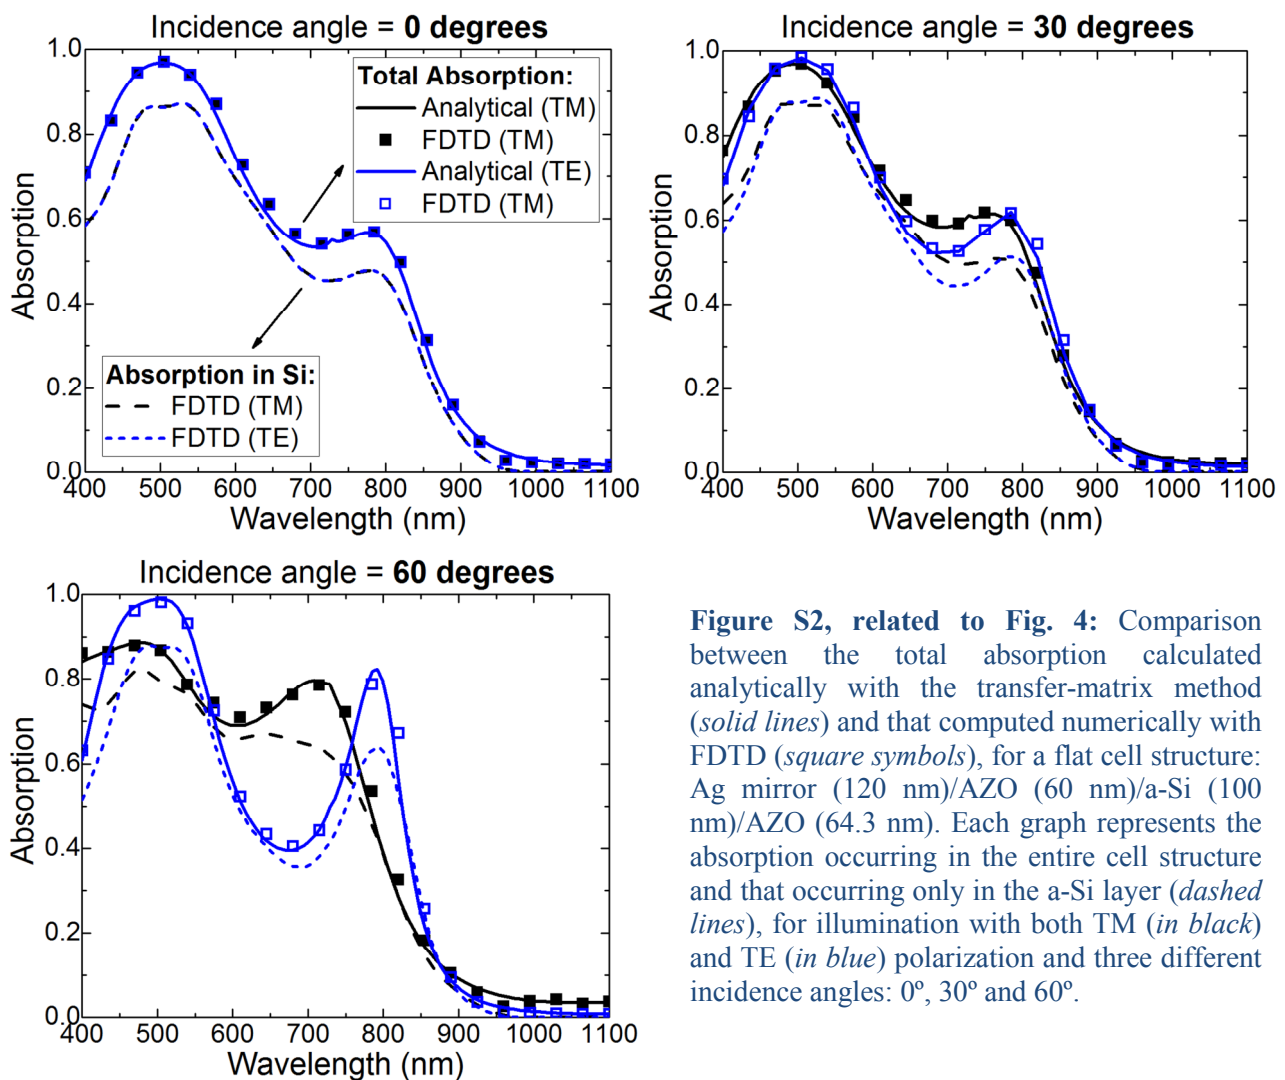 Incidence angle = 0 degrees
1.0
0.8
0.6
0.4
0.2
0.0
Absorption
400 500 600 700 800 900 1000 1100
Wavelength (nm)
Total Absorption:
Analytical (TM)
FDTD (TM)
Analytical (TE)
FDTD (TM)
Absorption in Si:
FDTD (TM)
FDTD (TE)
Incidence angle = 30 degrees
1.0
0.8
0.6
0.4
0.2
0.0
Absorption
400 500 600 700 800 900 1000 1100
Wavelength (nm)
Incidence angle = 60 degrees
1.0
0.8
0.6
0.4
0.2
0.0
Absorption
400 500 600 700 800 900 1000 1100
Wavelength (nm)
Figure S2, related to Fig. 4: Comparison
between the total absorption calculated
analytically with the transfer-matrix method
(solid lines) and that computed numerically with
FDTD (square symbols), for a flat cell structure:
Ag mirror (120 nm)/AZO (60 nm)/a-Si (100
nm)/AZO (64.3 nm). Each graph represents the
absorption occurring in the entire cell structure
and that occurring only in the a-Si layer (dashed
lines), for illumination with both TM (in black)
and TE (in blue) polarization and three different
incidence angles: 0º, 30º and 60º.